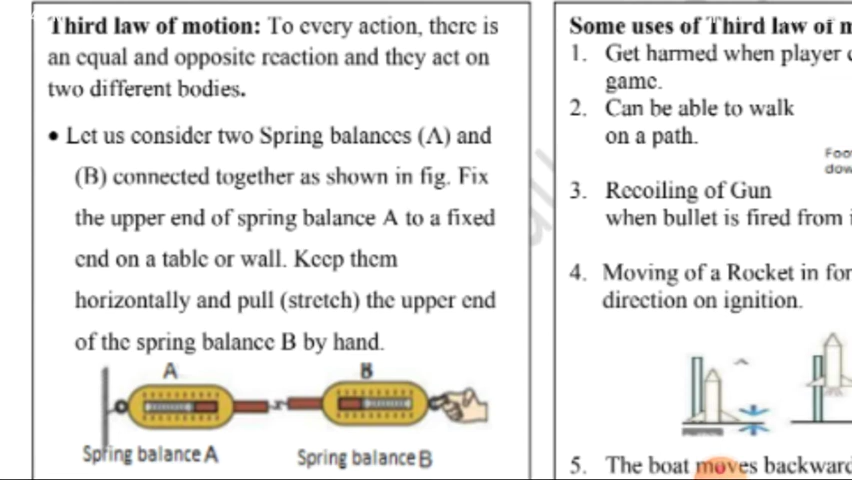 Third law of motion: To every action, there is
an equal and opposite reaction and they act on
two different bodies.
• Let us consider two Spring balances (A) and
(B) connected together as shown in fig. Fix
the upper end of spring balance A to a fixed
end on a table or wall. Keep them
horizontally and pull (stretch) the upper end
of the spring balance B by hand.
A
B
Spring balance A
Spring balance B
Some uses of Third law of
1. Get harmed when player
game.
2. Can be able to walk
on a path.
3. Recoiling of Gun
when bullet is fired from
4. Moving of a Rocket in
direction on ignition.
5. The boat moves backward